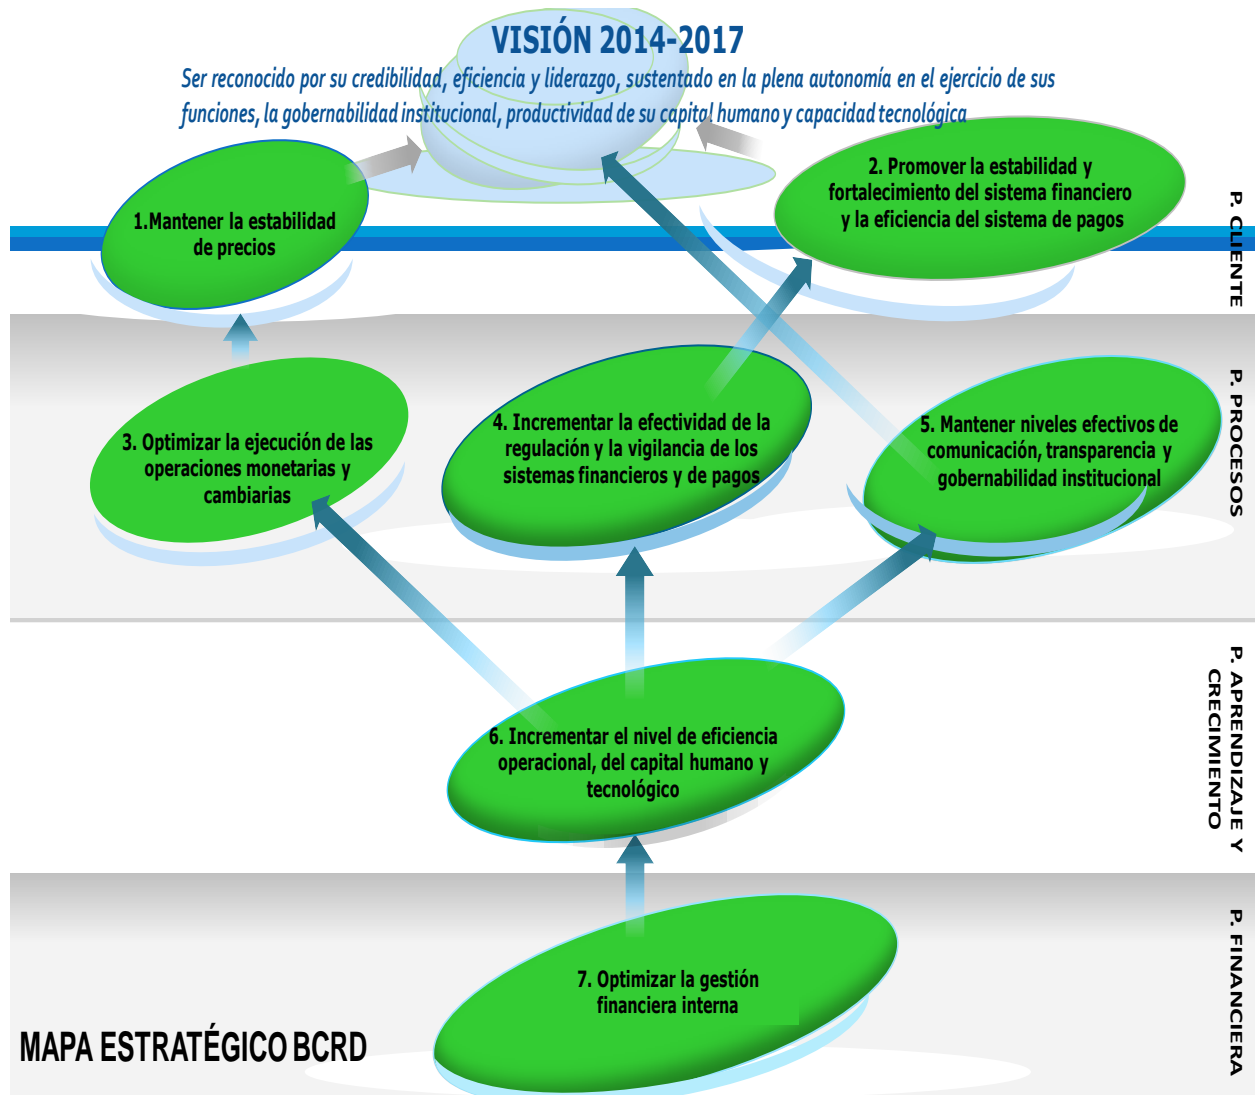 VISIÓN 2014-2017
Ser reconocido por su credibilidad, eficiencia y liderazgo, sustentado en la plena autonomía en el ejercicio de sus
funciones, la gobernabilidad institucional, productividad de su capital humano y capacidad tecnológica
1.Mantener la estabilidad
de precios
2. Promover la estabilidad y
fortalecimiento del sistema financiero
y la eficiencia del sistema de pagos
P. CLIENTE
3. Optimizar la ejecución de las
operaciones monetarias y
cambiarias
4. Incrementar la efectividad de la
regulación y la vigilancia de los
sistemas financieros y de pagos
5. Mantener niveles efectivos de
comunicación, transparencia y
gobernabilidad institucional
P. PROCESOS
6. Incrementar el nivel de eficiencia
operacional, del capital humano y
tecnológico
P. APRENDIZAJE Y
CRECIMIENTO
7. Optimizar la gestión
financiera interna
P. FINANCIERA
MAPA ESTRATÉGICO BCRD